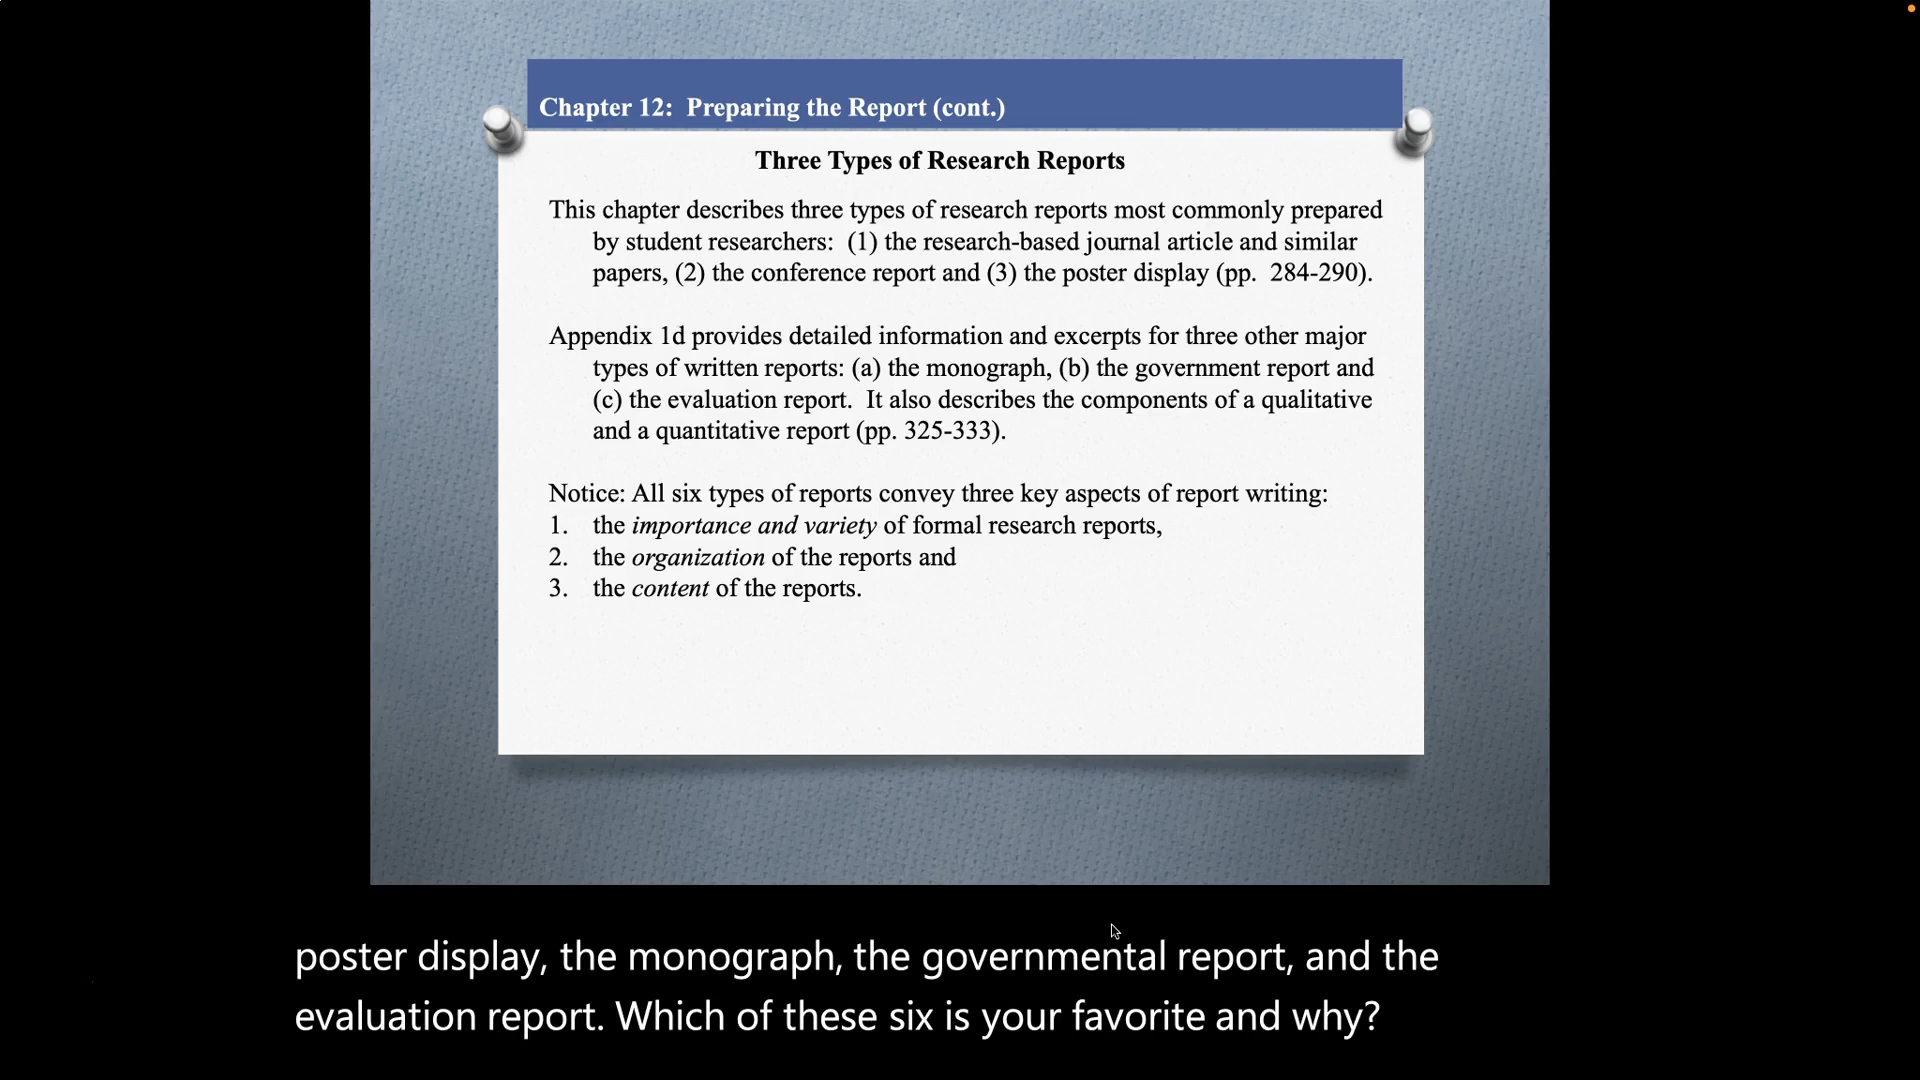 Chapter 12:  Preparing the Report (cont.)
Three Types of Research Reports
This chapter describes three types of research reports most commonly prepared
by student researchers:  (1) the research-based journal article and similar
papers, (2) the conference report and (3) the poster display (pp.  284-290).
Appendix 1d provides detailed information and excerpts for three other major
types of written reports: (a) the monograph, (b) the government report and
(c) the evaluation report.  It also describes the components of a qualitative
and a quantitative report (pp. 325-333).
Notice: All six types of reports convey three key aspects of report writing:
1. the importance and variety of formal research reports,
2. the organization of the reports and
3. the content of the reports.
poster display, the monograph, the governmental report, and the
evaluation report. Which of these six is your favorite and why?